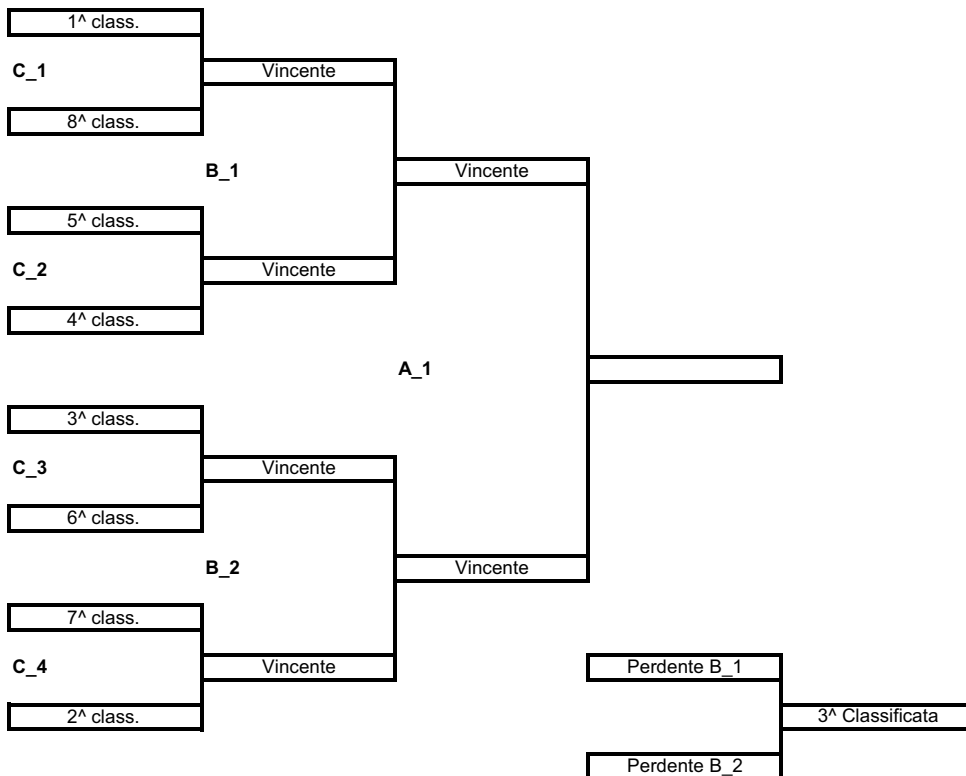 1^ class.
C_1
Vincente
8^ class.
B_1
Vincente
5^ class.
C_2
Vincente
4^ class.
A_1
3^ class.
C_3
Vincente
6^ class.
B_2
Vincente
7^ class.
C_4
Vincente
Perdente B_1
2^ class.
3^ Classificata
Perdente B_2